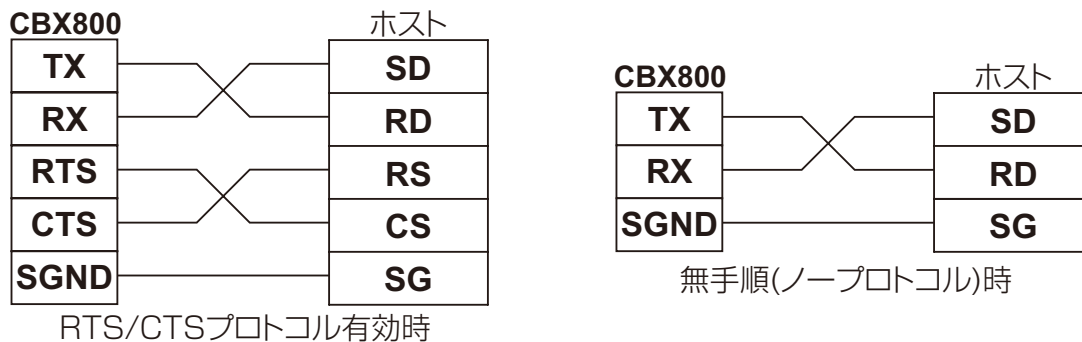 CBX800 ホスト
TX SD
RX RD
RTS RS
CTS CS
SGND SG
RTS/CTSプロトコル有効時
CBX800 ホスト
TX SD
RX RD
SGND SG
無手順(ノープロトコル)時